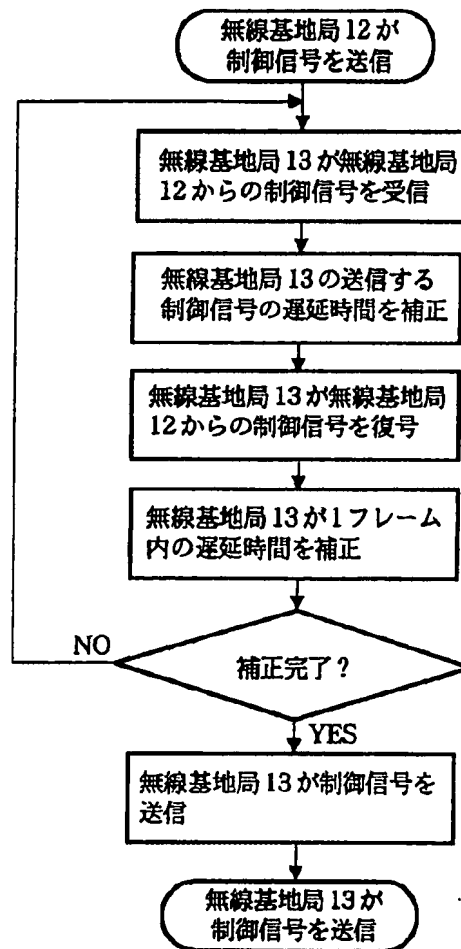 無線基地局12が
制御信号を送信
無線基地局13が無線基地局
12からの制御信号を受信
無線基地局13の送信する
制御信号の遅延時間を補正
無線基地局13が無線基地局
12からの制御信号を復号
無線基地局13が1フレーム
内の遅延時間を補正
NO
補正完了?
YES
無線基地局13が制御信号を
送信
無線基地局13が
制御信号を送信